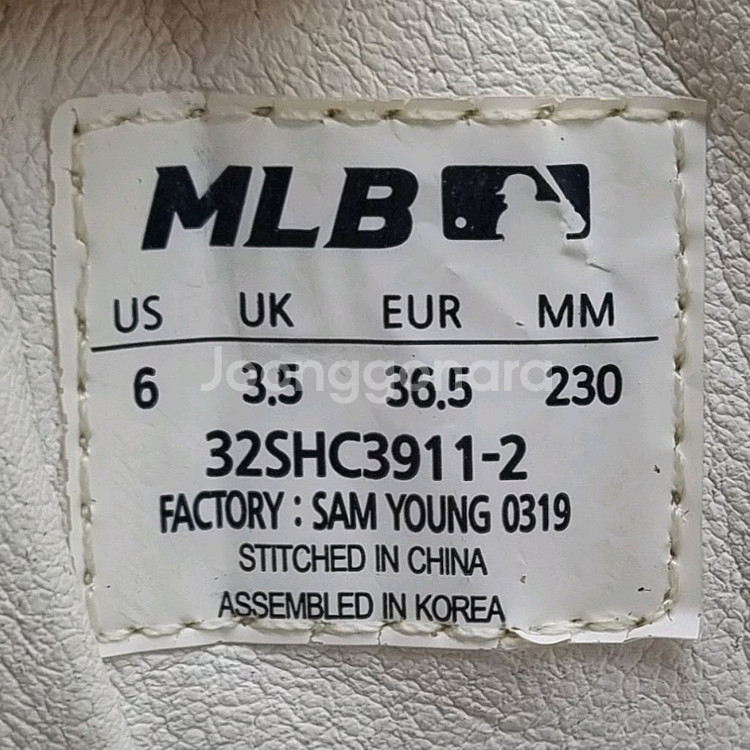 MLB
US UK EUR MM
6 3.5 36.5 230
Joonggonara
32SHC3911-2
FACTORY : SAM YOUNG 0319
STITCHED IN CHINA
ASSEMBLED IN KOREA